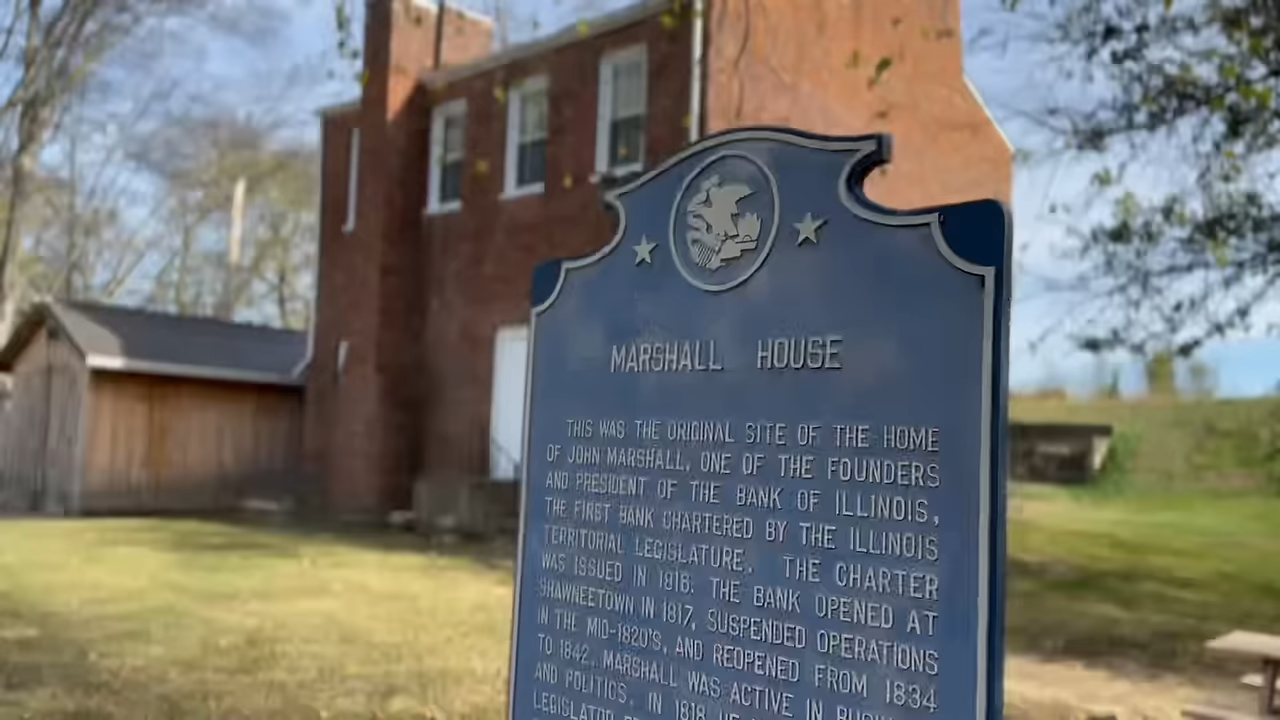 MARSHALL HOUSE
THIS WAS THE ORIGINAL SITE OF THE HOME
OF JOHN MARSHALL, ONE OF THE FOUNDERS
AND PRESIDENT OF THE BANK OF ILLINOIS,
THE FIRST BANK CHARTERED BY THE ILLINOIS
TERRITORIAL LEGISLATURE. THE CHARTER
WAS ISSUED IN 1816. THE BANK OPENED AT
SHAWNEETOWN IN 1817, SUSPENDED OPERATIONS
IN THE MID-1820'S, AND REOPENED FROM 1834
TO 1842. MARSHALL WAS ACTIVE IN
AND POLITICS. IN 1818
LEGISLATOR